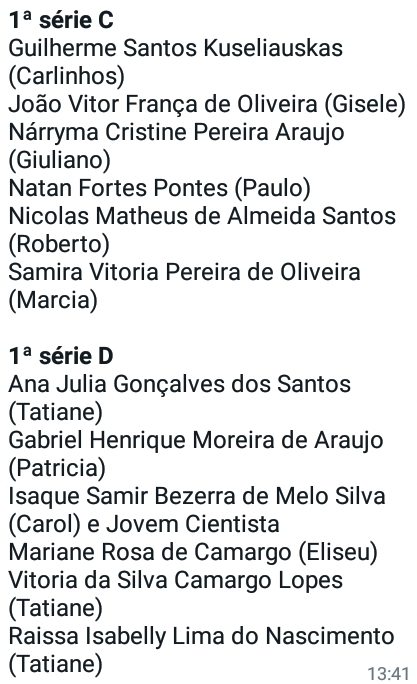 1ª série C
Guilherme Santos Kuseliauskas
(Carlinhos)
João Vitor França de Oliveira (Gisele)
Nárryma Cristine Pereira Araujo
(Giuliano)
Natan Fortes Pontes (Paulo)
Nicolas Matheus de Almeida Santos
(Roberto)
Samira Vitoria Pereira de Oliveira
(Marcia)
1ª série D
Ana Julia Gonçalves dos Santos
(Tatiane)
Gabriel Henrique Moreira de Araujo
(Patricia)
Isaque Samir Bezerra de Melo Silva
(Carol) e Jovem Cientista
Mariane Rosa de Camargo (Eliseu)
Vitoria da Silva Camargo Lopes
(Tatiane)
Raissa Isabelly Lima do Nascimento
(Tatiane)
13:41